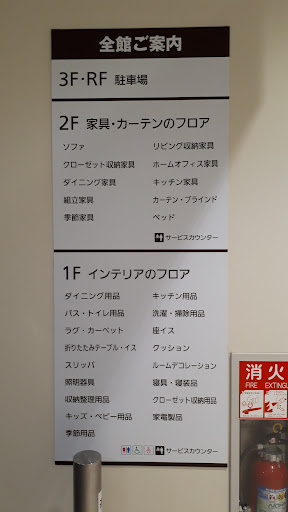 全館ご案内
3F・RF 駐車場
2F 家具・カーテンのフロア
ソファ リビング収納家具
クローゼット収納家具 ホームオフィス家具
ダイニング家具 キッチン家具
組立家具 カーテン・ブラインド
季節家具 ベッド
サービスカウンター
1F インテリアのフロア
ダイニング用品 キッチン用品
バス・トイレ用品 洗濯・掃除用品
ラグ・カーペット 座イス
折りたたみテーブル・イス クッション
スリッパ ルームデコレーション
照明器具 寝具・寝装品
収納整理用品 クローゼット収納用品
キッズ・ベビー用品 家電製品
季節用品
サービスカウンター
消火
FIRE EXTINGU